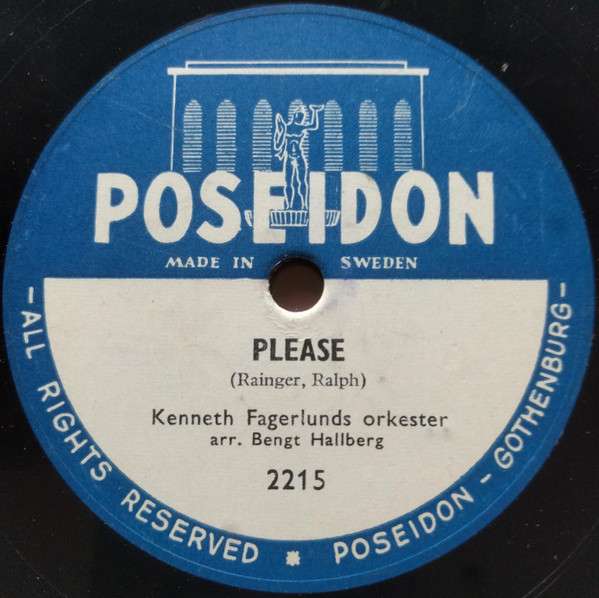 POSEIDON
MADE IN SWEDEN
PLEASE
(Rainger, Ralph)
Kenneth Fagerlunds orkester
arr. Bengt Hallberg
2215
-ALL RIGHTS RESERVED * POSEIDON - GOTHENBURG-